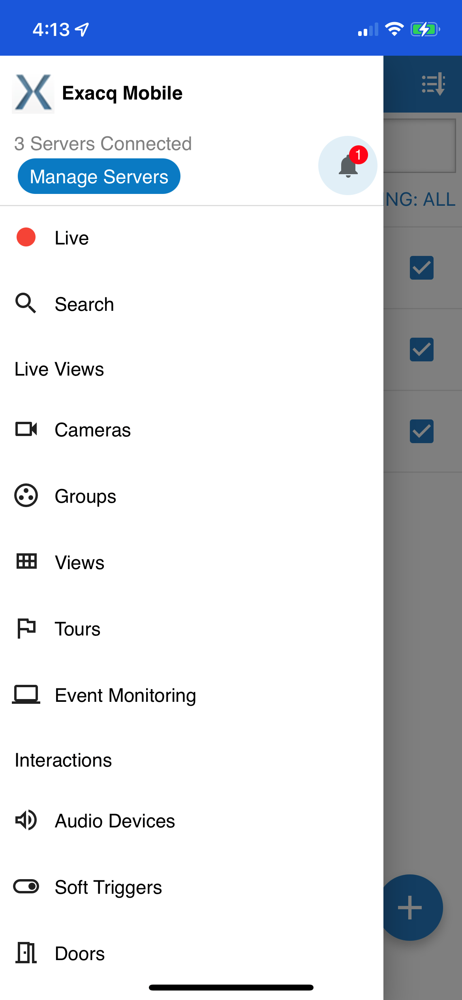 4:13
Exacq Mobile
3 Servers Connected
1
Manage Servers
NG: ALL
Live
Search
Live Views
Cameras
Groups
Views
Tours
Event Monitoring
Interactions
Audio Devices
Soft Triggers
Doors